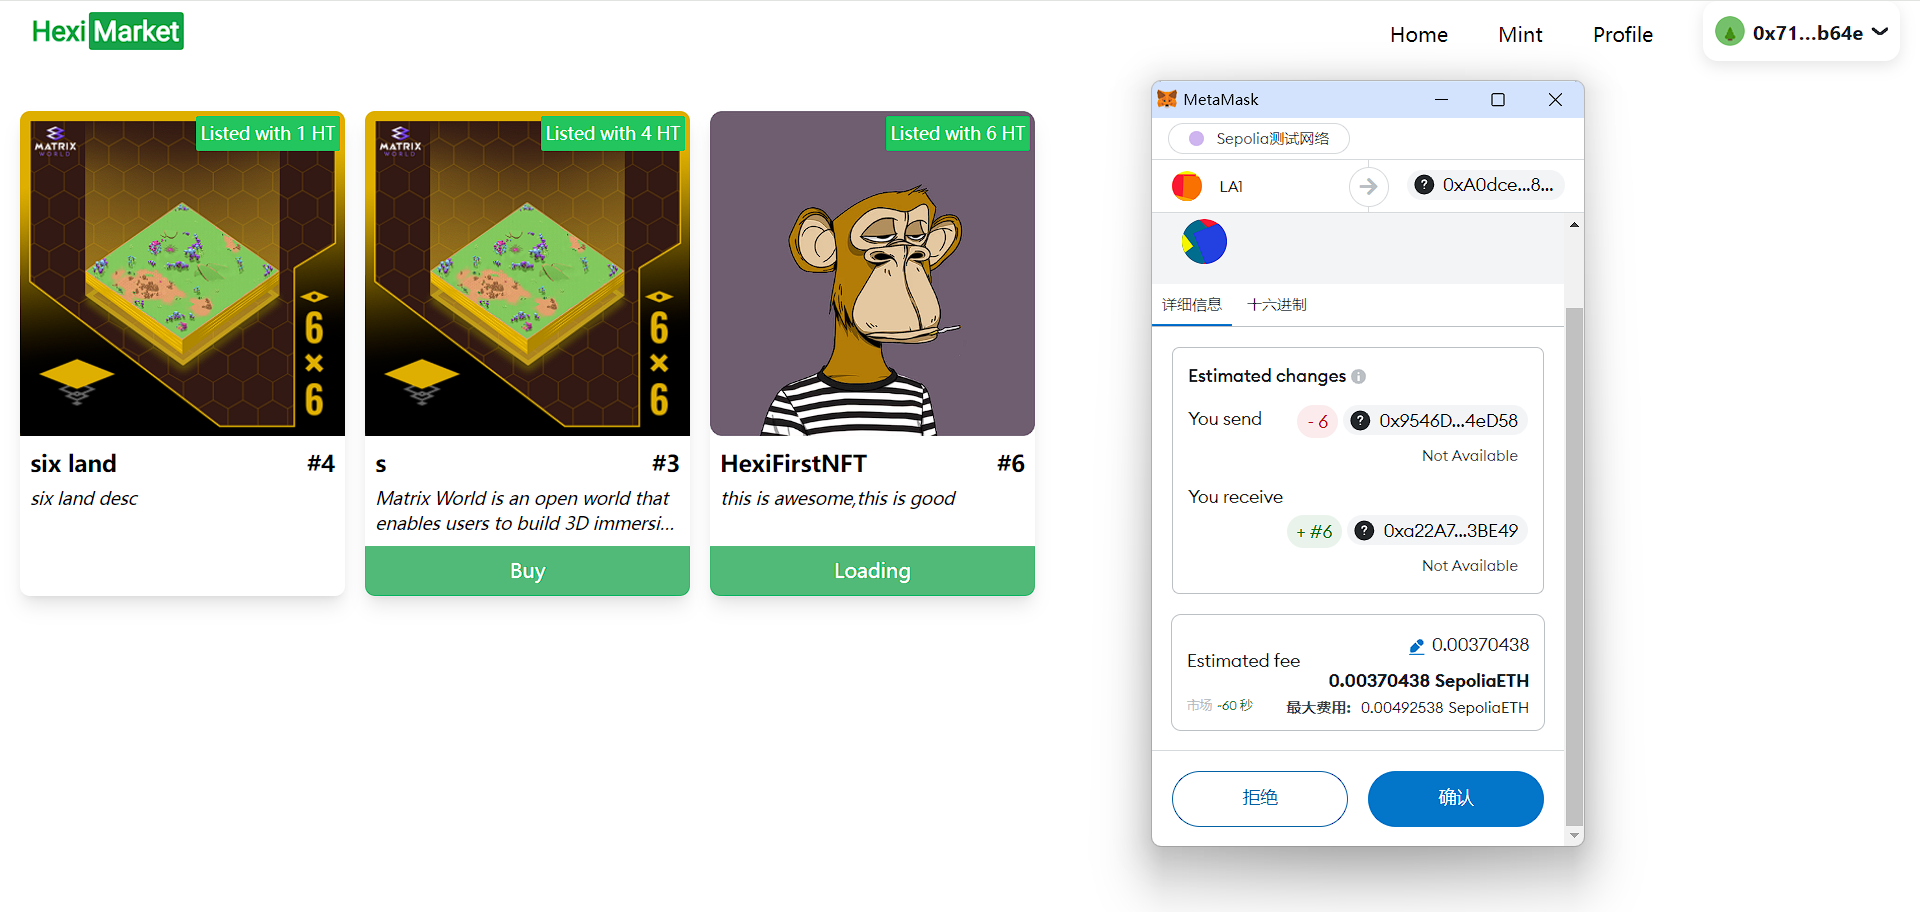 Hexi Market
Home
Mint
Profile
0x71...b64e
Listed with 1 HT
MATRIX
WORLD
6
×
6
six land
#4
six land desc
Listed with 4 HT
MATRIX
WORLD
6
×
6
s
#3
Matrix World is an open world that
enables users to build 3D immersi...
Buy
Listed with 6 HT
HexiFirstNFT
#6
this is awesome,this is good
Loading
MetaMask
Sepolia测试网络
LA1
0xA0dce...8...
详细信息
十六进制
Estimated changes
You send
- 6
0x9546D...4eD58
Not Available
You receive
+ #6
0xa22A7...3BE49
Not Available
Estimated fee
0.00370438
0.00370438 SepoliaETH
市场 ~60 秒
最大费用: 0.00492538 SepoliaETH
拒绝
确认